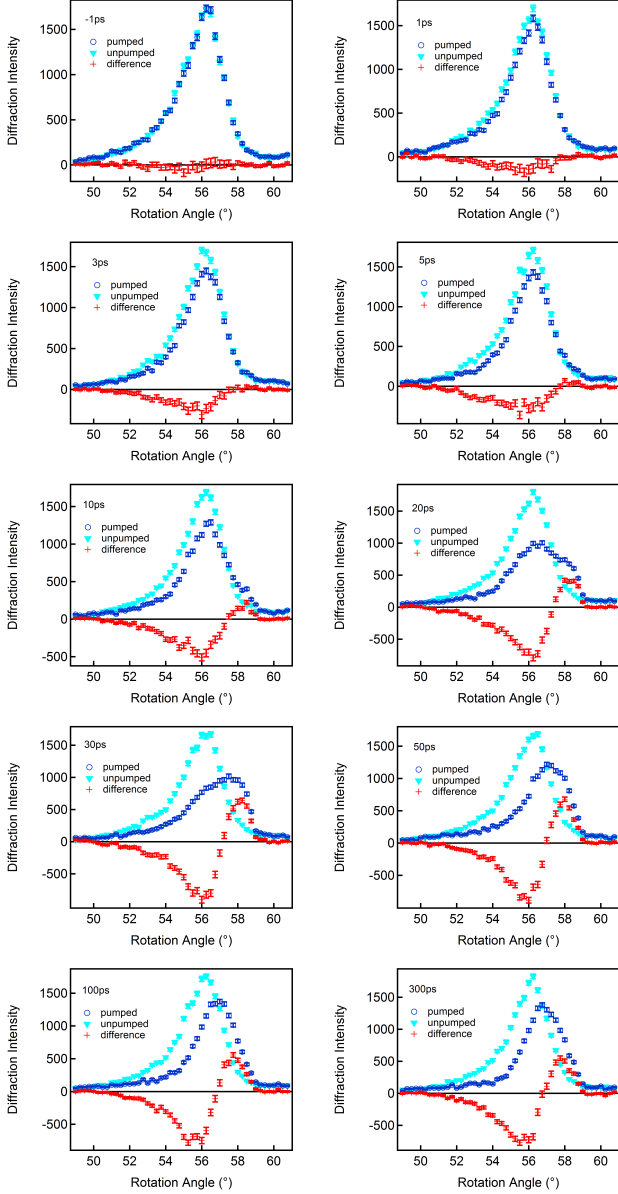 -1ps
pumped
unpumped
difference
1500
1000
500
0
50 52 54 56 58 60
Rotation Angle (°)
Diffraction Intensity
1ps
pumped
unpumped
difference
1500
1000
500
0
50 52 54 56 58 60
Rotation Angle (°)
Diffraction Intensity
3ps
pumped
unpumped
difference
1500
1000
500
0
50 52 54 56 58 60
Rotation Angle (°)
Diffraction Intensity
5ps
pumped
unpumped
difference
1500
1000
500
0
50 52 54 56 58 60
Rotation Angle (°)
Diffraction Intensity
10ps
pumped
unpumped
difference
1500
1000
500
0
-500
50 52 54 56 58 60
Rotation Angle (°)
Diffraction Intensity
20ps
pumped
unpumped
difference
1500
1000
500
0
-500
50 52 54 56 58 60
Rotation Angle (°)
Diffraction Intensity
30ps
pumped
unpumped
difference
1500
1000
500
0
-500
50 52 54 56 58 60
Rotation Angle (°)
Diffraction Intensity
50ps
pumped
unpumped
difference
1500
1000
500
0
-500
50 52 54 56 58 60
Rotation Angle (°)
Diffraction Intensity
100ps
pumped
unpumped
difference
1500
1000
500
0
-500
50 52 54 56 58 60
Rotation Angle (°)
Diffraction Intensity
300ps
pumped
unpumped
difference
1500
1000
500
0
-500
50 52 54 56 58 60
Rotation Angle (°)
Diffraction Intensity